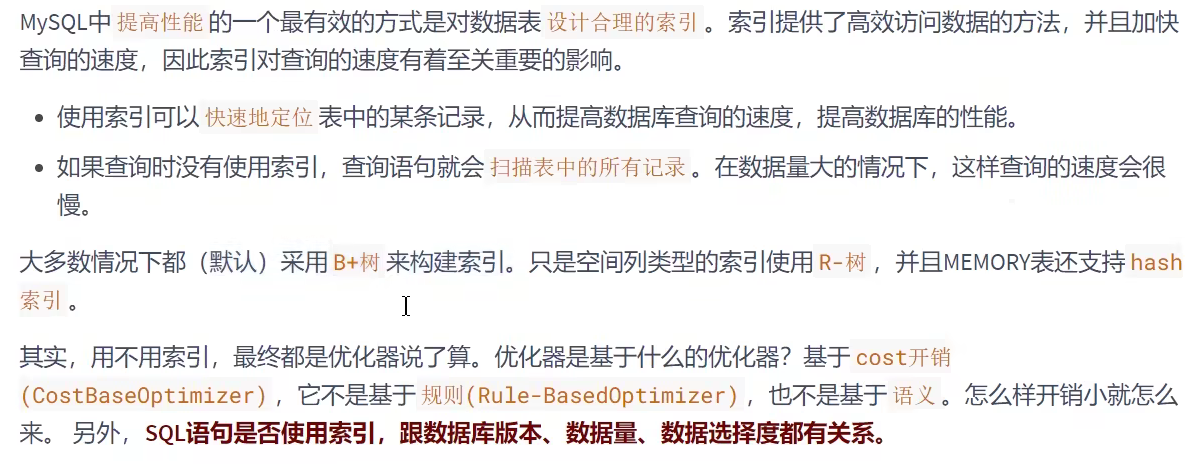 MySQL中提高性能的一个最有效的方式是对数据表设计合理的索引。索引提供了高效访问数据的方法，并且加快
查询的速度，因此索引对查询的速度有着至关重要的影响。
• 使用索引可以快速地定位表中的某条记录，从而提高数据库查询的速度，提高数据库的性能。
• 如果查询时没有使用索引，查询语句就会扫描表中的所有记录。在数据量大的情况下，这样查询的速度会很
慢。
大多数情况下都（默认）采用B+树来构建索引。只是空间列类型的索引使用R-树，并且MEMORY表还支持hash
索引。
其实，用不用索引，最终都是优化器说了算。优化器是基于什么的优化器？基于cost开销
(CostBaseOptimizer)，它不是基于规则(Rule-BasedOptimizer)，也不是基于语义。怎么样开销小就怎么
来。 另外，SQL语句是否使用索引，跟数据库版本、数据量、数据选择度都有关系。